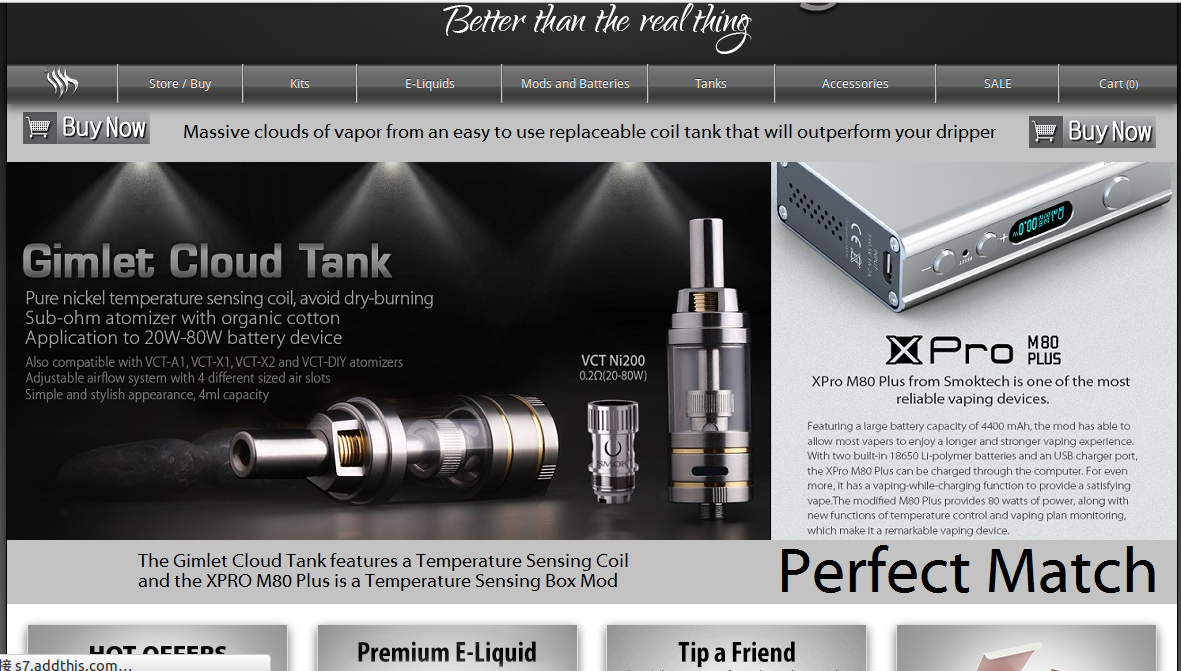 Better than the real thing
Store / Buy
Kits
E-Liquids
Mods and Batteries
Tanks
Accessories
SALE
Cart (0)
Buy Now
Massive clouds of vapor from an easy to use replaceable coil tank that will outperform your dripper
Buy Now
Gimlet Cloud Tank
Pure nickel temperature sensing coil, avoid dry-burning
Sub-ohm atomizer with organic cotton
Application to 20W-80W battery device
Also compatible with VCT-A1, VCT-X1, VCT-X2 and VCT-DIY atomizers
Adjustable airflow system with 4 different sized air slots
Simple and stylish appearance, 4ml capacity
VCT Ni200
0.2Ω(20-80W)
SMOK
XPro M80
PLUS
XPro M80 Plus from Smoktech is one of the most
reliable vaping devices.
Featuring a large battery capacity of 4400 mAh, the mod has able to
allow most vapers to enjoy a longer and stronger vaping experience.
With two built-in 18650 Li-polymer batteries and an USB charger port,
the XPro M80 Plus can be charged through the computer. For even
more, it has a vaping-while-charging function to provide a satisfying
vape.The modified M80 Plus provides 80 watts of power, along with
new functions of temperature control and vaping plan monitoring,
which make it a remarkable vaping device.
The Gimlet Cloud Tank features a Temperature Sensing Coil
and the XPRO M80 Plus is a Temperature Sensing Box Mod
Perfect Match
HOT OFFERS
Premium E-Liquid
Tip a Friend
接 s7.addthis.com…